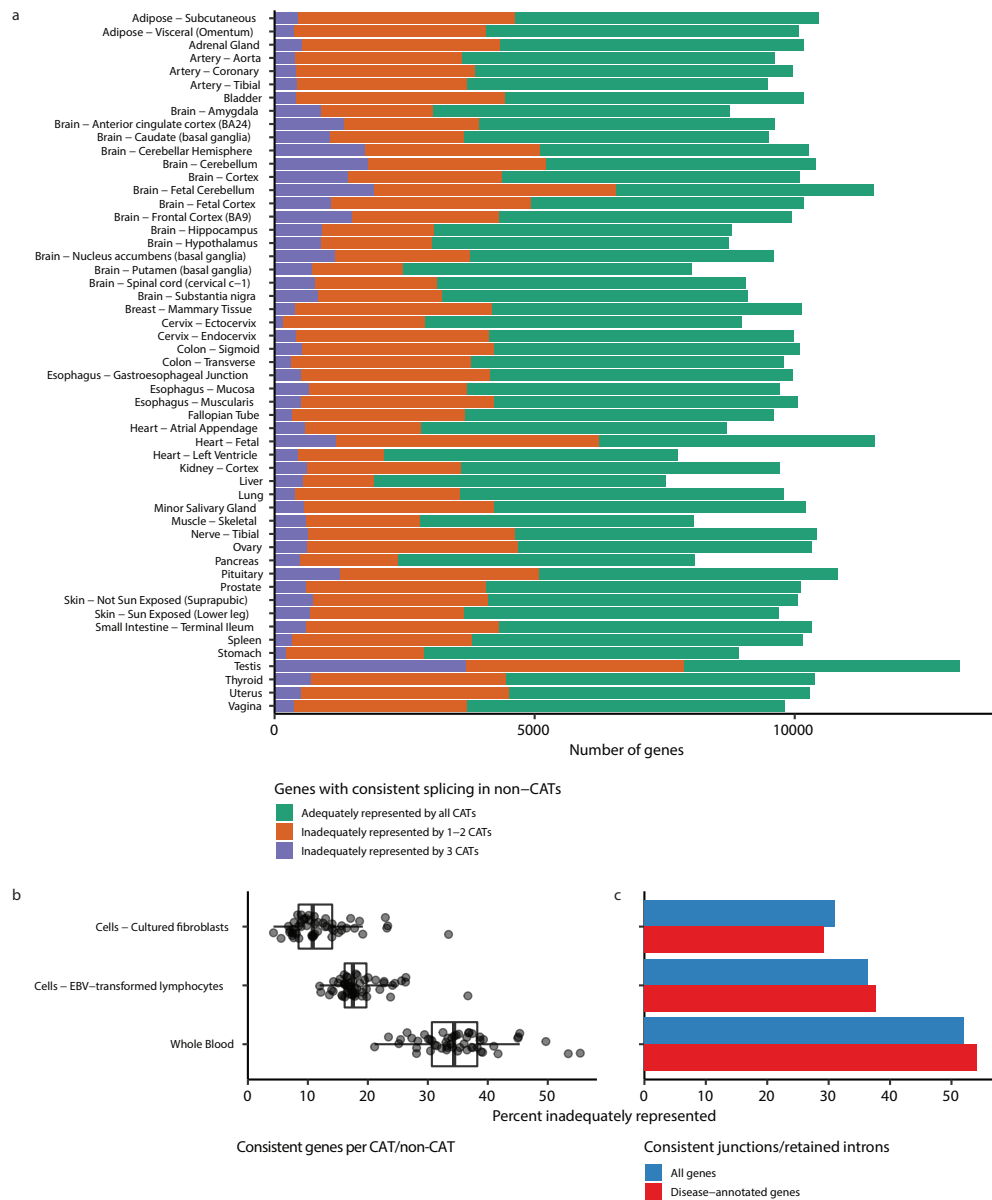 a
Adipose – Subcutaneous
Adipose – Visceral (Omentum)
Adrenal Gland
Artery – Aorta
Artery – Coronary
Artery – Tibial
Bladder
Brain – Amygdala
Brain – Anterior cingulate cortex (BA24)
Brain – Caudate (basal ganglia)
Brain – Cerebellar Hemisphere
Brain – Cerebellum
Brain – Cortex
Brain – Fetal Cerebellum
Brain – Fetal Cortex
Brain – Frontal Cortex (BA9)
Brain – Hippocampus
Brain – Hypothalamus
Brain – Nucleus accumbens (basal ganglia)
Brain – Putamen (basal ganglia)
Brain – Spinal cord (cervical c–1)
Brain – Substantia nigra
Breast – Mammary Tissue
Cervix – Ectocervix
Cervix – Endocervix
Colon – Sigmoid
Colon – Transverse
Esophagus – Gastroesophageal Junction
Esophagus – Mucosa
Esophagus – Muscularis
Fallopian Tube
Heart – Atrial Appendage
Heart – Fetal
Heart – Left Ventricle
Kidney – Cortex
Liver
Lung
Minor Salivary Gland
Muscle – Skeletal
Nerve – Tibial
Ovary
Pancreas
Pituitary
Prostate
Skin – Not Sun Exposed (Suprapubic)
Skin – Sun Exposed (Lower leg)
Small Intestine – Terminal Ileum
Spleen
Stomach
Testis
Thyroid
Uterus
Vagina
0 5000 10000
Number of genes
Genes with consistent splicing in non–CATs
Adequately represented by all CATs
Inadequately represented by 1–2 CATs
Inadequately represented by 3 CATs
b
Cells – Cultured fibroblasts
Cells – EBV–transformed lymphocytes
Whole Blood
0 10 20 30 40 50
c
0 10 20 30 40 50
Percent inadequately represented
Consistent genes per CAT/non–CAT
Consistent junctions/retained introns
All genes
Disease–annotated genes